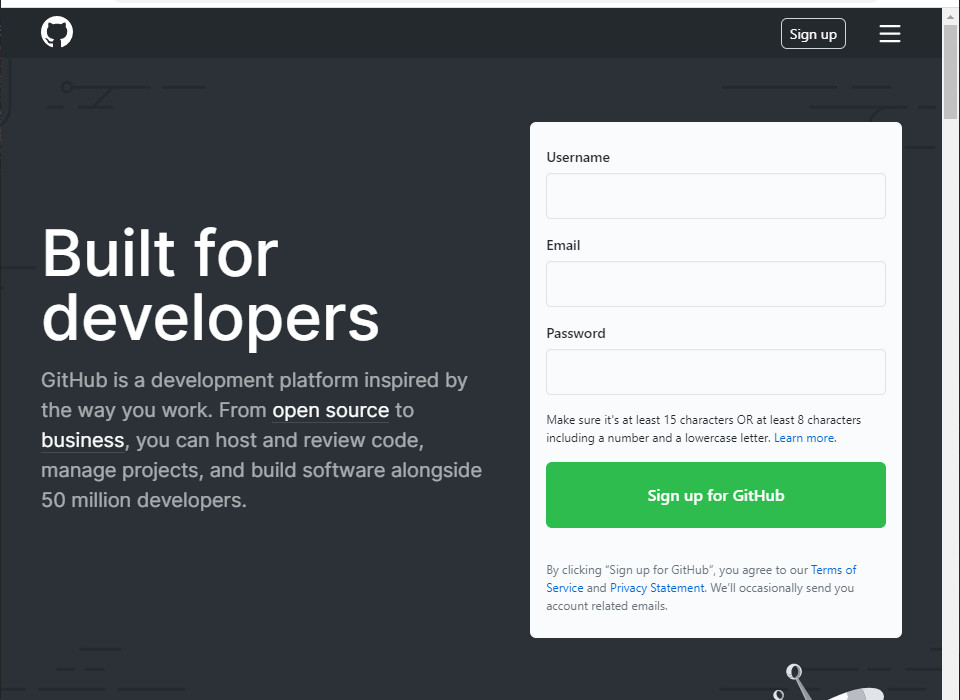 Sign up
Built for
developers
GitHub is a development platform inspired by
the way you work. From open source to
business, you can host and review code,
manage projects, and build software alongside
50 million developers.
Username
Email
Password
Make sure it's at least 15 characters OR at least 8 characters
including a number and a lowercase letter. Learn more.
Sign up for GitHub
By clicking “Sign up for GitHub”, you agree to our Terms of
Service and Privacy Statement. We’ll occasionally send you
account related emails.